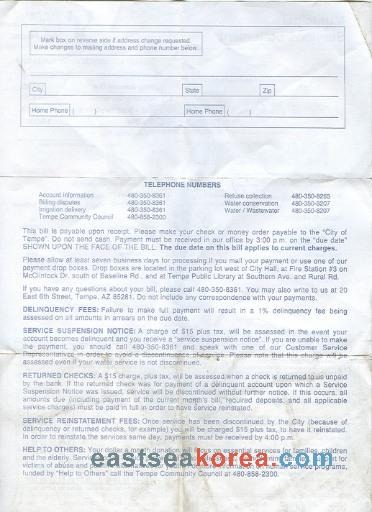 Mark box on reverse side if address change requested.
Make changes to mailing address and phone number below.
City
State
Zip
Home Phone ( )
Home Phone ( )
TELEPHONE NUMBERS
Account information 480-350-8361
Billing disputes 480-350-8361
Irrigation delivery 480-350-8361
Tempe Community Council 480-858-2300
Refuse collection 480-350-8265
Water conservation 480-350-8207
Water / Wastewater 480-350-8207
This bill is payable upon receipt. Please make your check or money order payable to the "City of
Tempe". Do not send cash. Payment must be received in our office by 3:00 p.m. on the "due date"
SHOWN UPON THE FACE OF THE BILL. The due date on this bill applies to current charges.
Please allow at least seven business days for processing if you mail your payment or use one of our
payment drop boxes. Drop boxes are located in the parking lot west of City Hall, at Fire Station #3 on
McClintock Dr. south of Baseline Rd. and at Tempe Public Library at Southern Ave. and Rural Rd.
If you have any questions about your bill, please call 480-350-8361. You may also write to us at 20
East 6th Street, Tempe, AZ 85281. Do not include any correspondence with your payments.
DELINQUENCY FEES: Failure to make full payment will result in a 1% delinquency fee being
assessed on all amounts in arrears on the due date.
SERVICE SUSPENSION NOTICE: A charge of $15 plus tax, will be assessed in the event your
account becomes delinquent and you receive a "service suspension notice". If you are unable to make
the payment, you should call 480-350-8361 and speak with one of our Customer Service
Representatives in order to avoid a discontinuance of service. Please note that this charge will be
assessed even if your water service is not discontinued.
RETURNED CHECKS: A $15 charge, plus tax, will be assessed when a check is returned to us unpaid
by the bank. If the returned check was for payment of a delinquent account upon which a Service
Suspension Notice was issued, service will be discontinued without further notice. If this occurs, all
amounts due (including payment of the current month's bill, required deposits, and all applicable
service charges) must be paid in full in order to have service reinstated.
SERVICE REINSTATEMENT FEES: Once service has been discontinued by the City (because of
delinquency or returned checks, for example) you will be charged $15 plus tax, to have it reinstated.
In order to reinstate the services same day, payments must be received by 4:00 p.m.
HELP TO OTHERS: Your dollar a month donation will help essential services for families, children
and the elderly. Service
victims of abuse and service programs,
funded by "Help to Others" call the Tempe Community Council at 480-858-2300.
eastseakorea.com